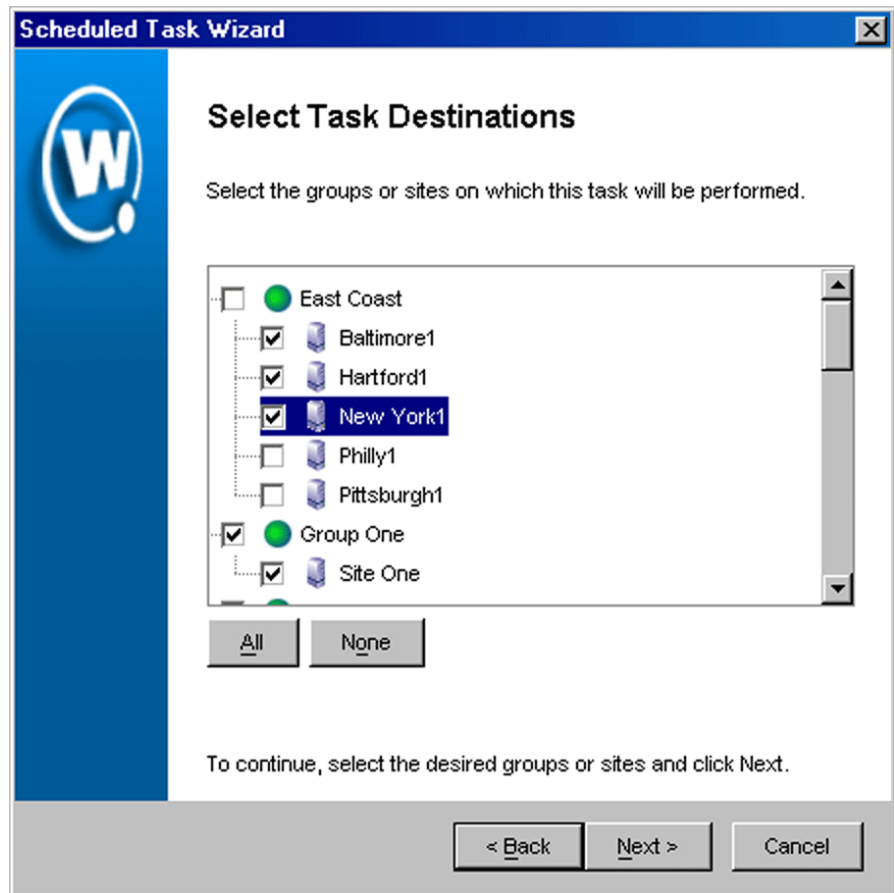 Scheduled Task Wizard
W
Select Task Destinations
Select the groups or sites on which this task will be performed.
East Coast
Baltimore1
Hartford1
New York1
Philly1
Pittsburgh1
Group One
Site One
All None
To continue, select the desired groups or sites and click Next.
< Back Next > Cancel